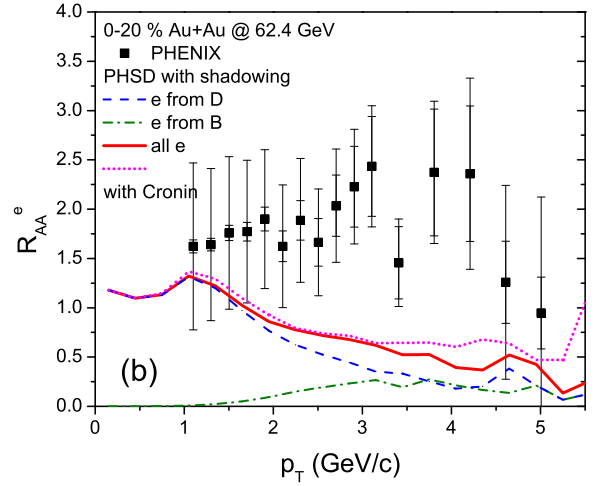 4.0
3.5
3.0
2.5
2.0
1.5
1.0
0.5
0.0
R_AA^e
0-20 % Au+Au @ 62.4 GeV
PHENIX
PHSD with shadowing
e from D
e from B
all e
with Cronin
(b)
0 1 2 3 4 5
p_T (GeV/c)